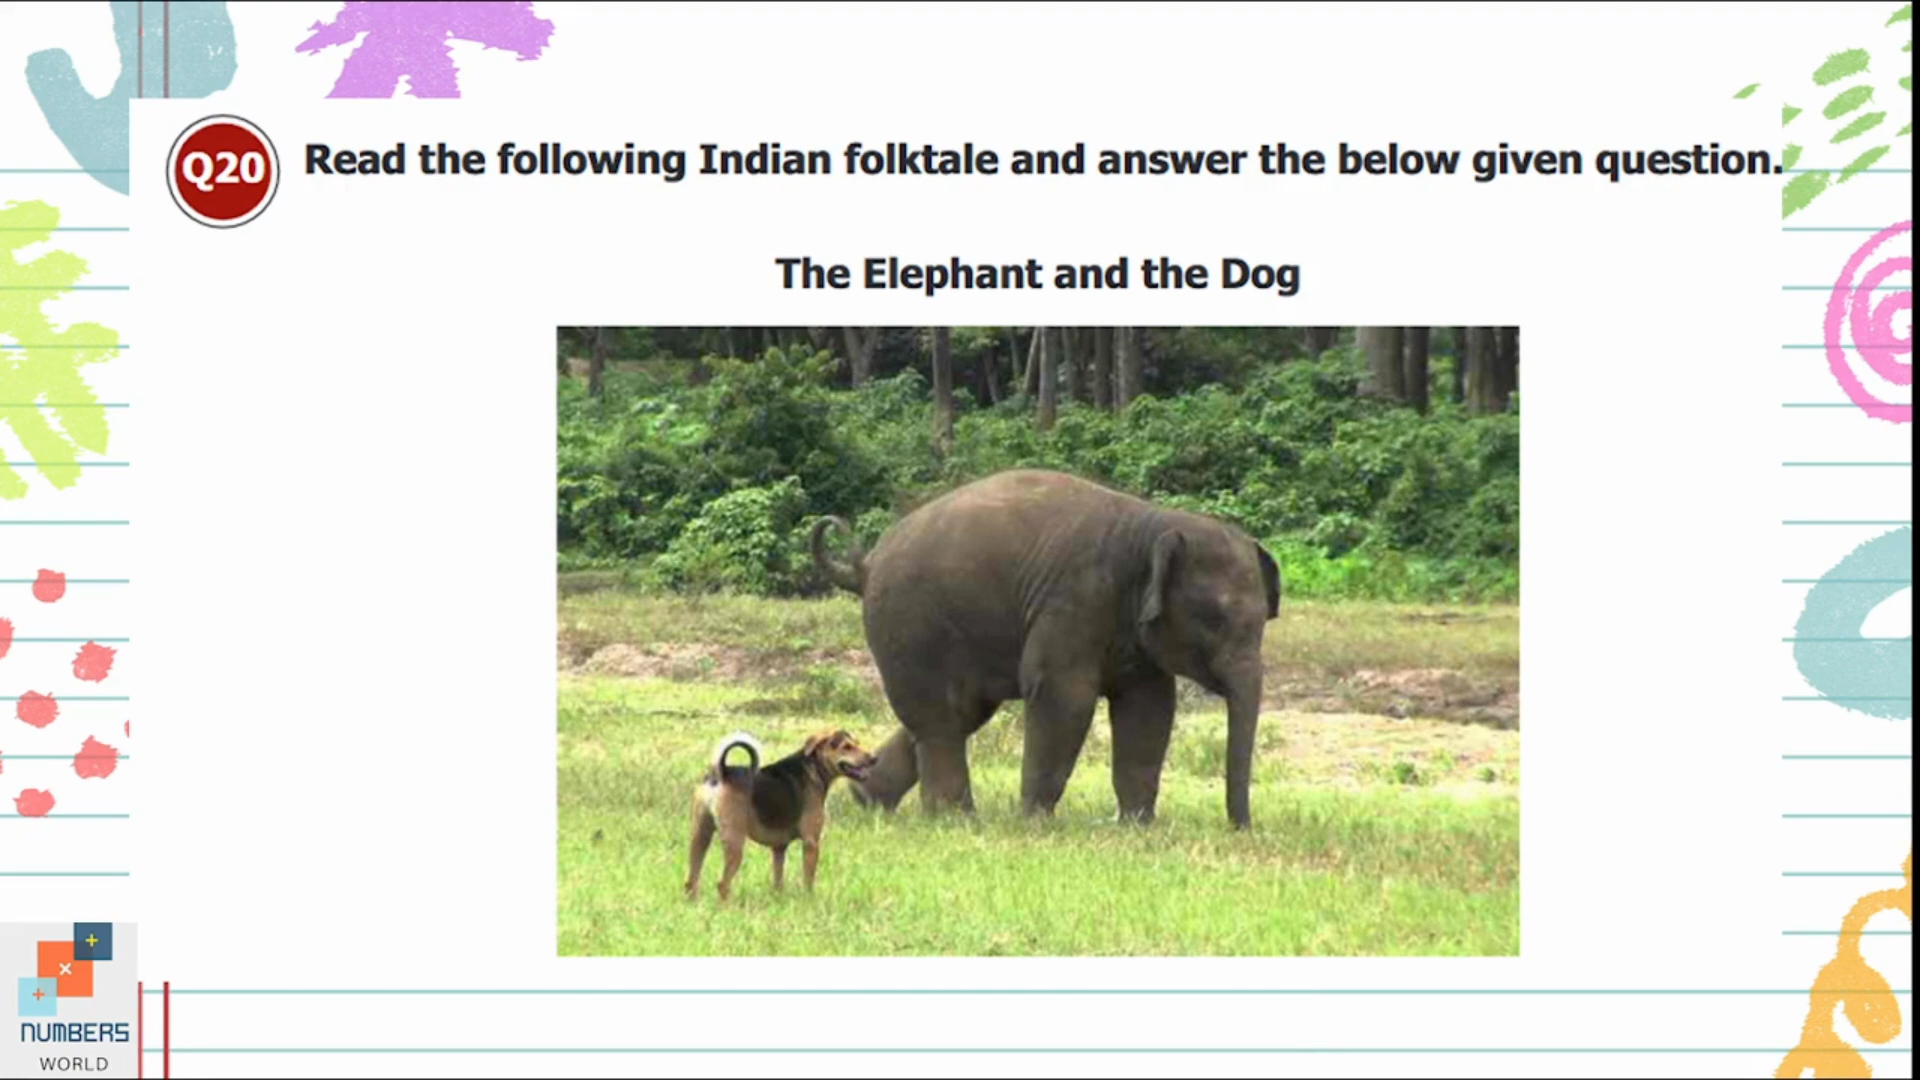 Q20 Read the following Indian folktale and answer the below given question.
The Elephant and the Dog
NUMBERS
WORLD